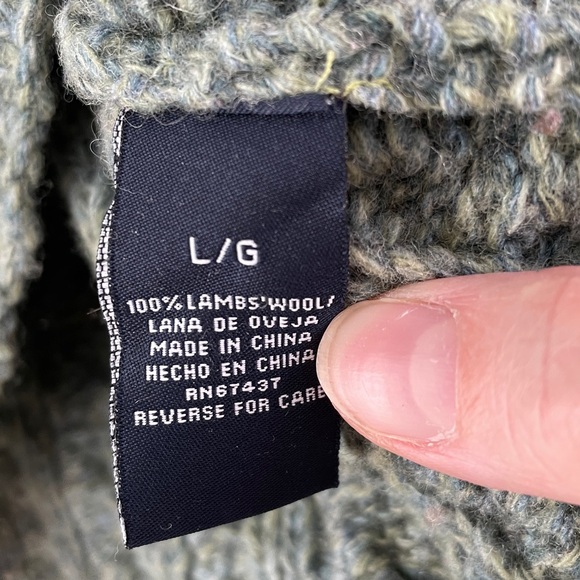 L/G
100% LAMBS' WOOL/
LANA DE OVEJA
MADE IN CHINA
HECHO EN CHINA
RN67437
REVERSE FOR CARE